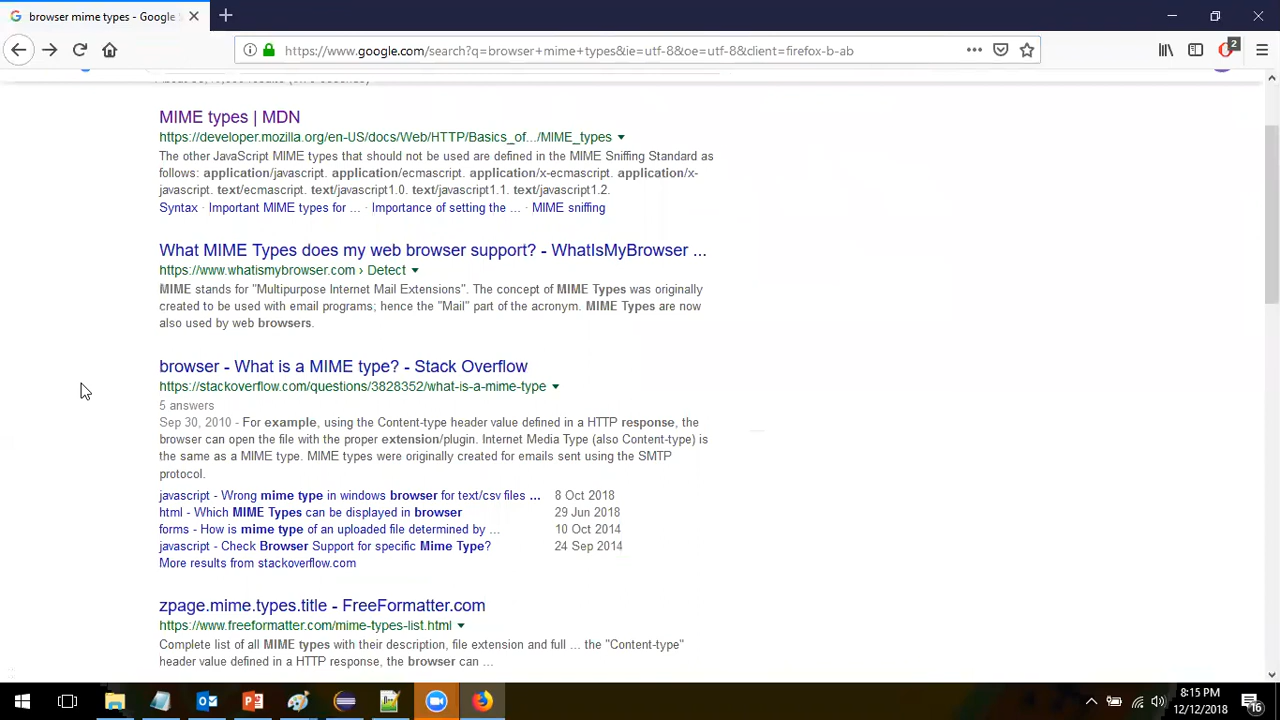 browser mime types - Google
https://www.google.com/search?q=browser+mime+types&ie=utf-8&oe=utf-8&client=firefox-b-ab
2
MIME types | MDN
https://developer.mozilla.org/en-US/docs/Web/HTTP/Basics_of.../MIME_types
The other JavaScript MIME types that should not be used are defined in the MIME Sniffing Standard as
follows: application/javascript. application/ecmascript. application/x-ecmascript. application/x-
javascript. text/ecmascript. text/javascript1.0. text/javascript1.1. text/javascript1.2.
Syntax · Important MIME types for ... · Importance of setting the ... · MIME sniffing
What MIME Types does my web browser support? - WhatIsMyBrowser ...
https://www.whatismybrowser.com › Detect
MIME stands for "Multipurpose Internet Mail Extensions". The concept of MIME Types was originally
created to be used with email programs; hence the "Mail" part of the acronym. MIME Types are now
also used by web browsers.
browser - What is a MIME type? - Stack Overflow
https://stackoverflow.com/questions/3828352/what-is-a-mime-type
5 answers
Sep 30, 2010 - For example, using the Content-type header value defined in a HTTP response, the
browser can open the file with the proper extension/plugin. Internet Media Type (also Content-type) is
the same as a MIME type. MIME types were originally created for emails sent using the SMTP
protocol.
javascript - Wrong mime type in windows browser for text/csv files ... 8 Oct 2018
html - Which MIME Types can be displayed in browser 29 Jun 2018
forms - How is mime type of an uploaded file determined by ... 10 Oct 2014
javascript - Check Browser Support for specific Mime Type? 24 Sep 2014
More results from stackoverflow.com
zpage.mime.types.title - FreeFormatter.com
https://www.freeformatter.com/mime-types-list.html
Complete list of all MIME types with their description, file extension and full ... the "Content-type"
header value defined in a HTTP response, the browser can ...
8:15 PM
12/12/2018
16